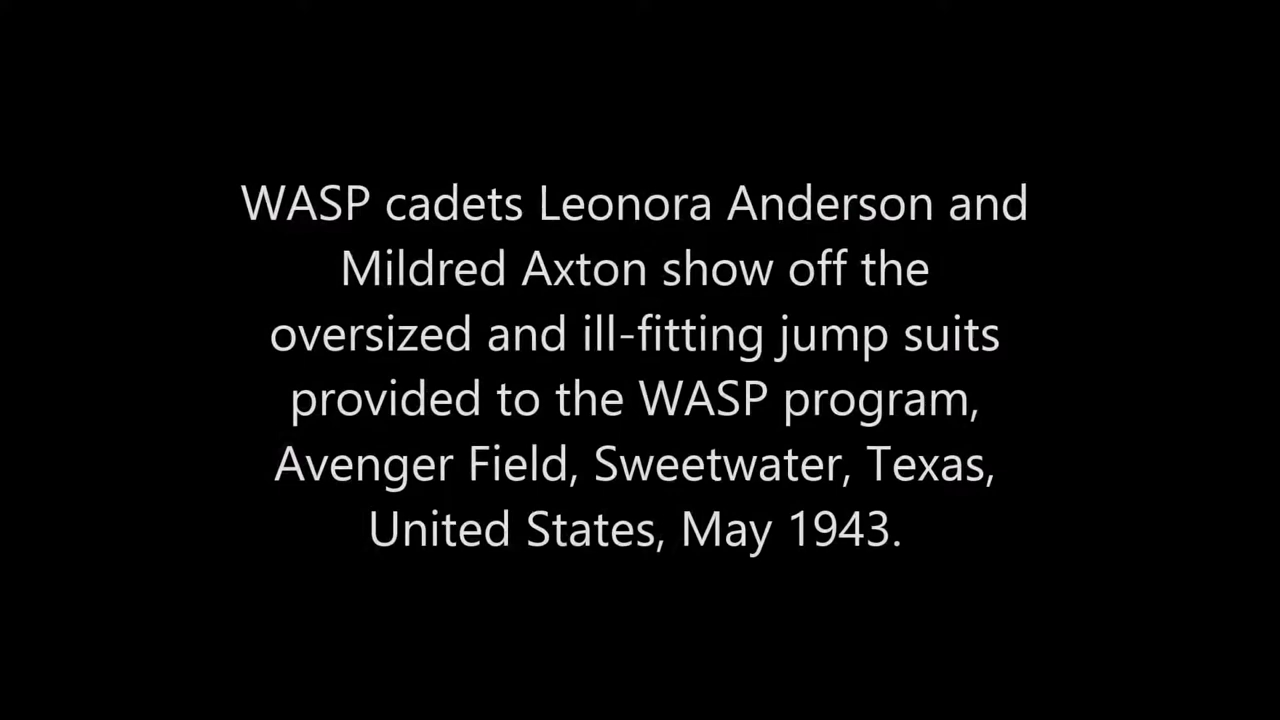 WASP cadets Leonora Anderson and
Mildred Axton show off the
oversized and ill-fitting jump suits
provided to the WASP program,
Avenger Field, Sweetwater, Texas,
United States, May 1943.